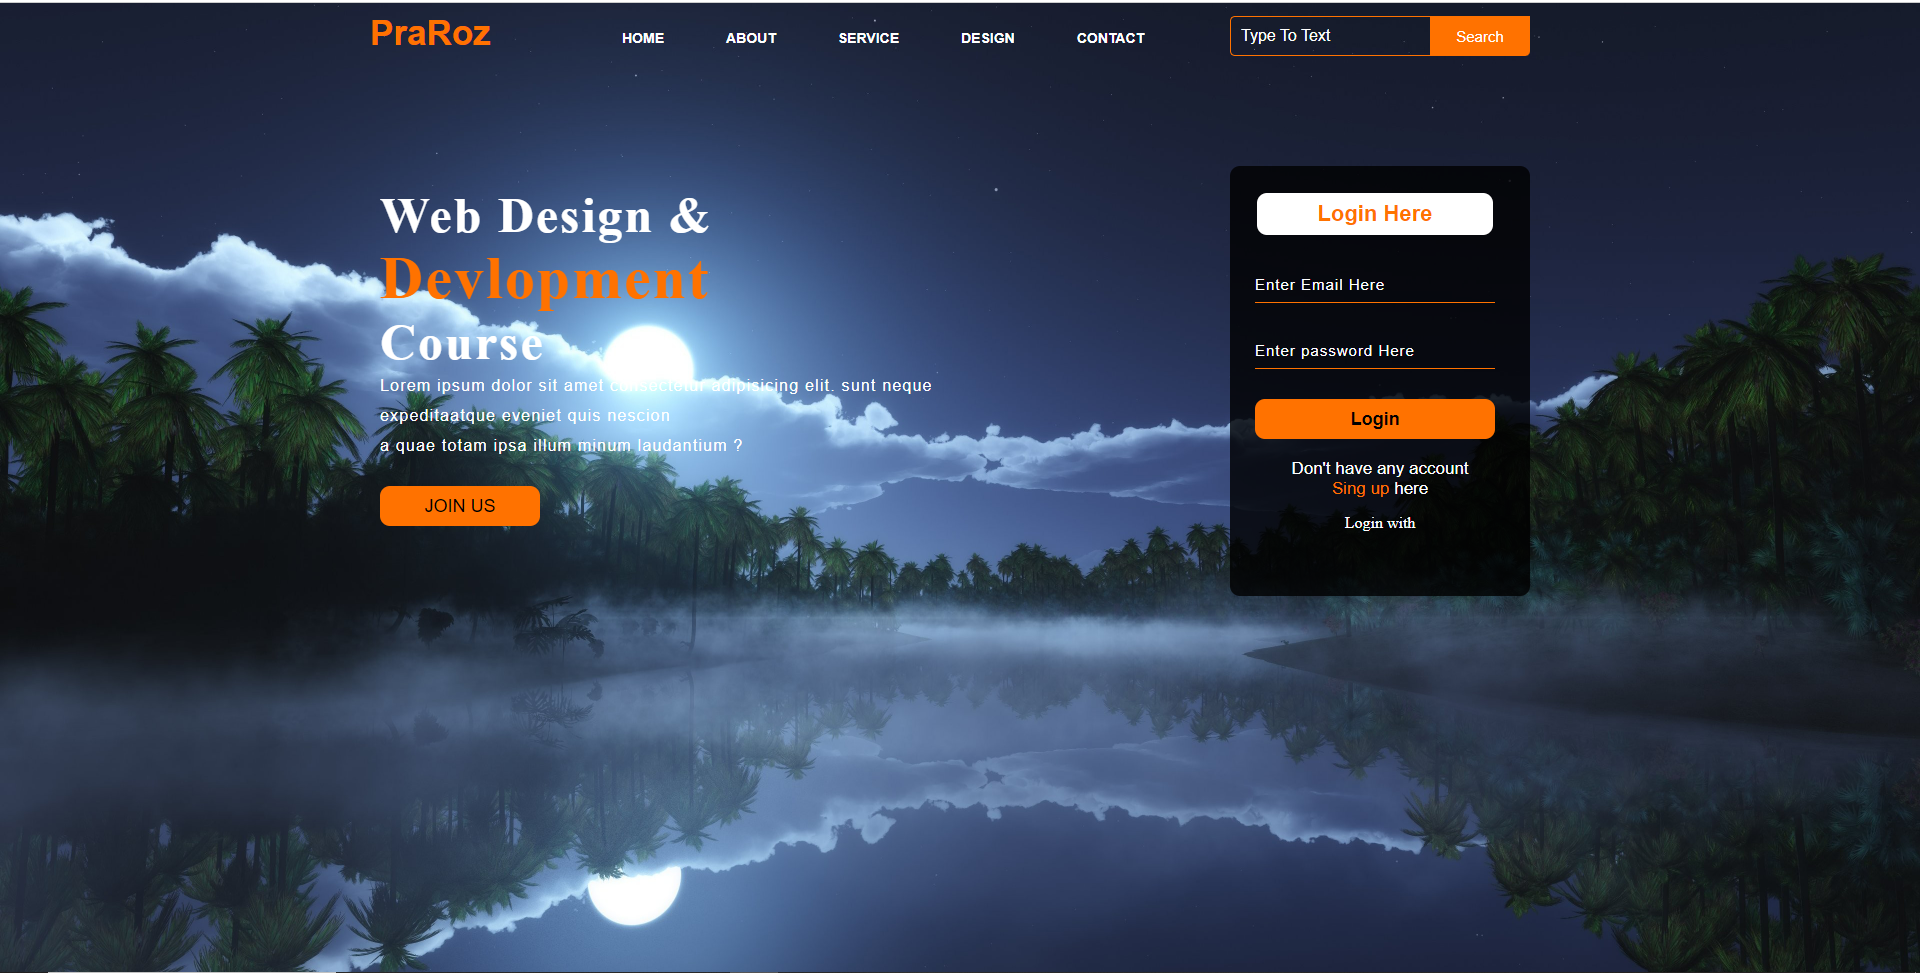 PraRoz
HOME
ABOUT
SERVICE
DESIGN
CONTACT
Type To Text
Search
Web Design &
Devlopment
Course
Lorem ipsum dolor sit amet consectetur adipisicing elit. sunt neque
expeditaatque eveniet quis nescion
a quae totam ipsa illum minum laudantium ?
JOIN US
Login Here
Enter Email Here
Enter password Here
Login
Don't have any account
Sing up here
Login with